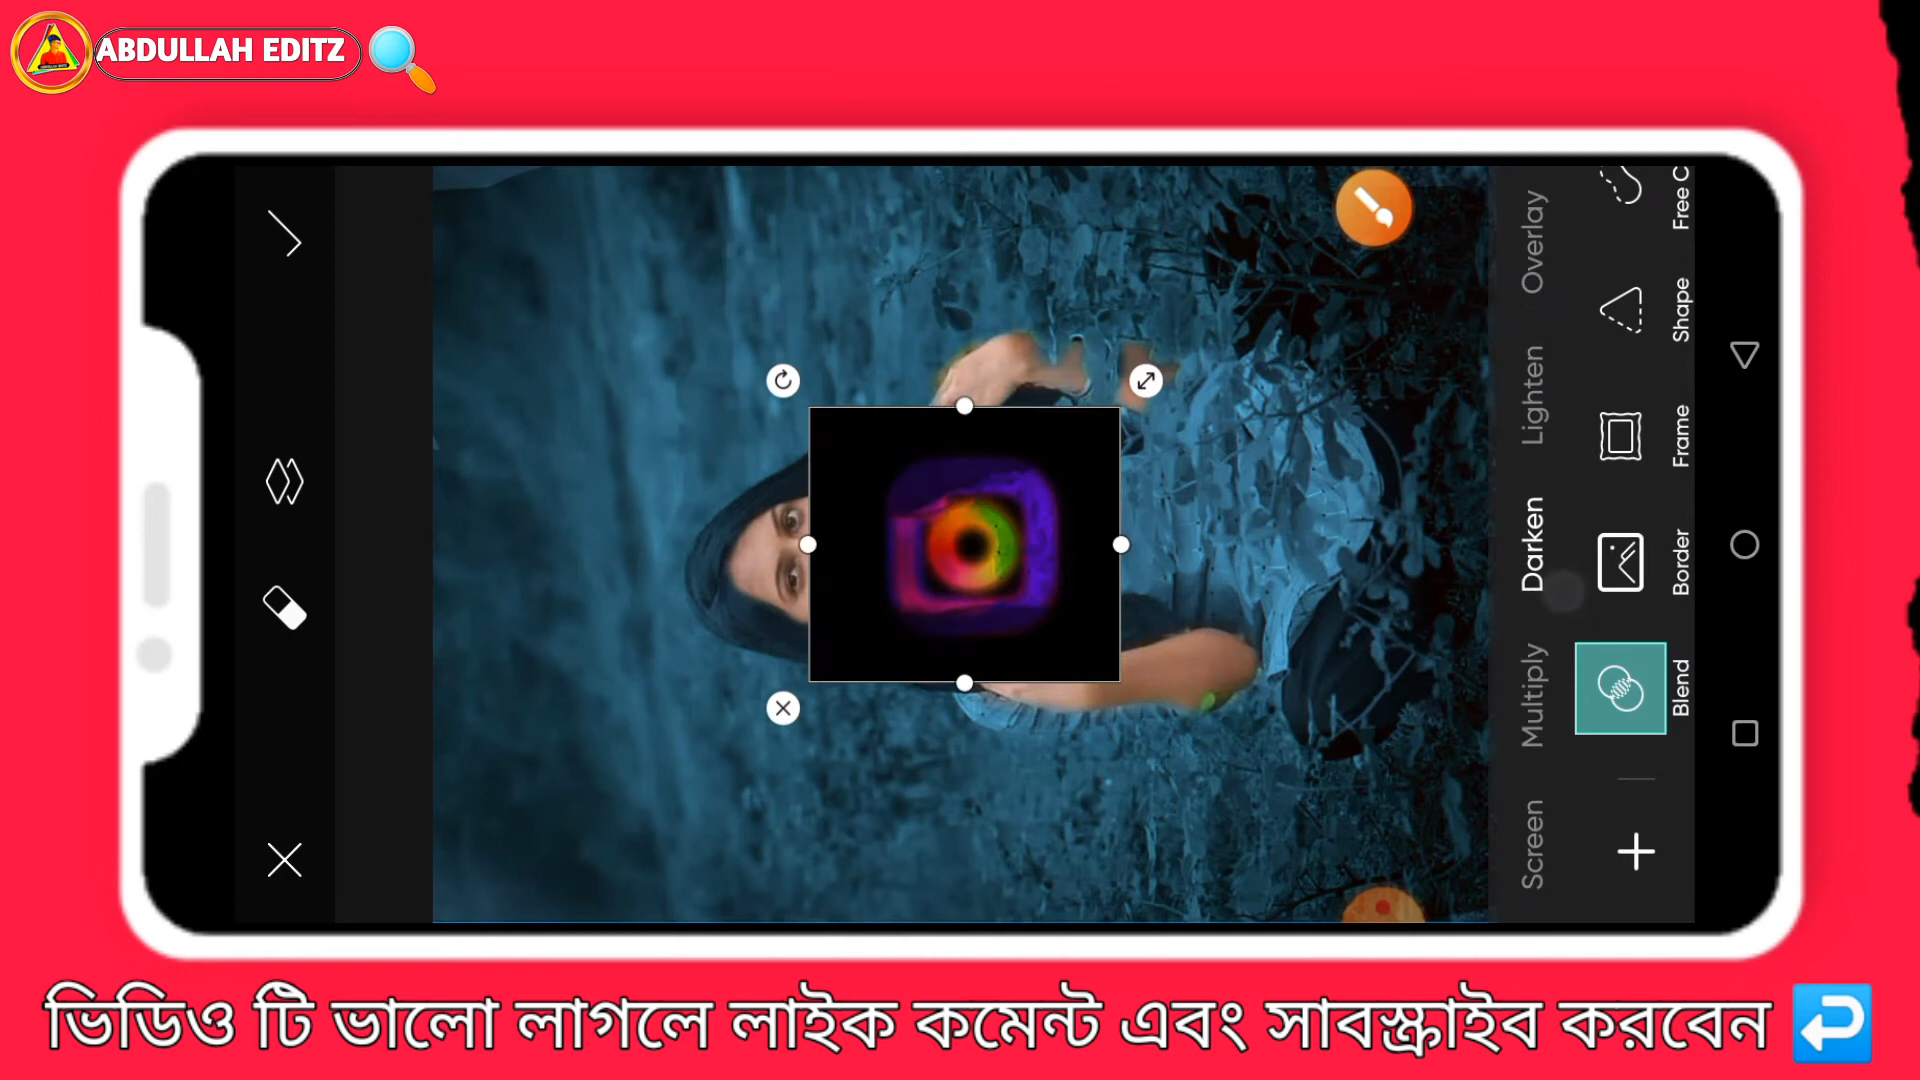 ABDULLAH EDITZ
Free C
Shape
Frame
Border
Blend
Overlay
Lighten
Darken
Multiply
Screen
ভিডিও টি ভালো লাগলে লাইক কমেন্ট এবং সাবস্ক্রাইব করবেন